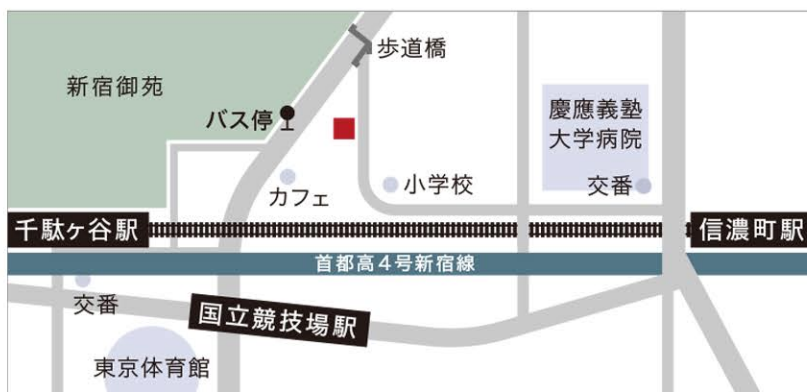 歩道橋
新宿御苑
バス停
慶應義塾
大学病院
カフェ
小学校
交番
千駄ヶ谷駅
信濃町駅
首都高4号新宿線
交番
国立競技場駅
東京体育館